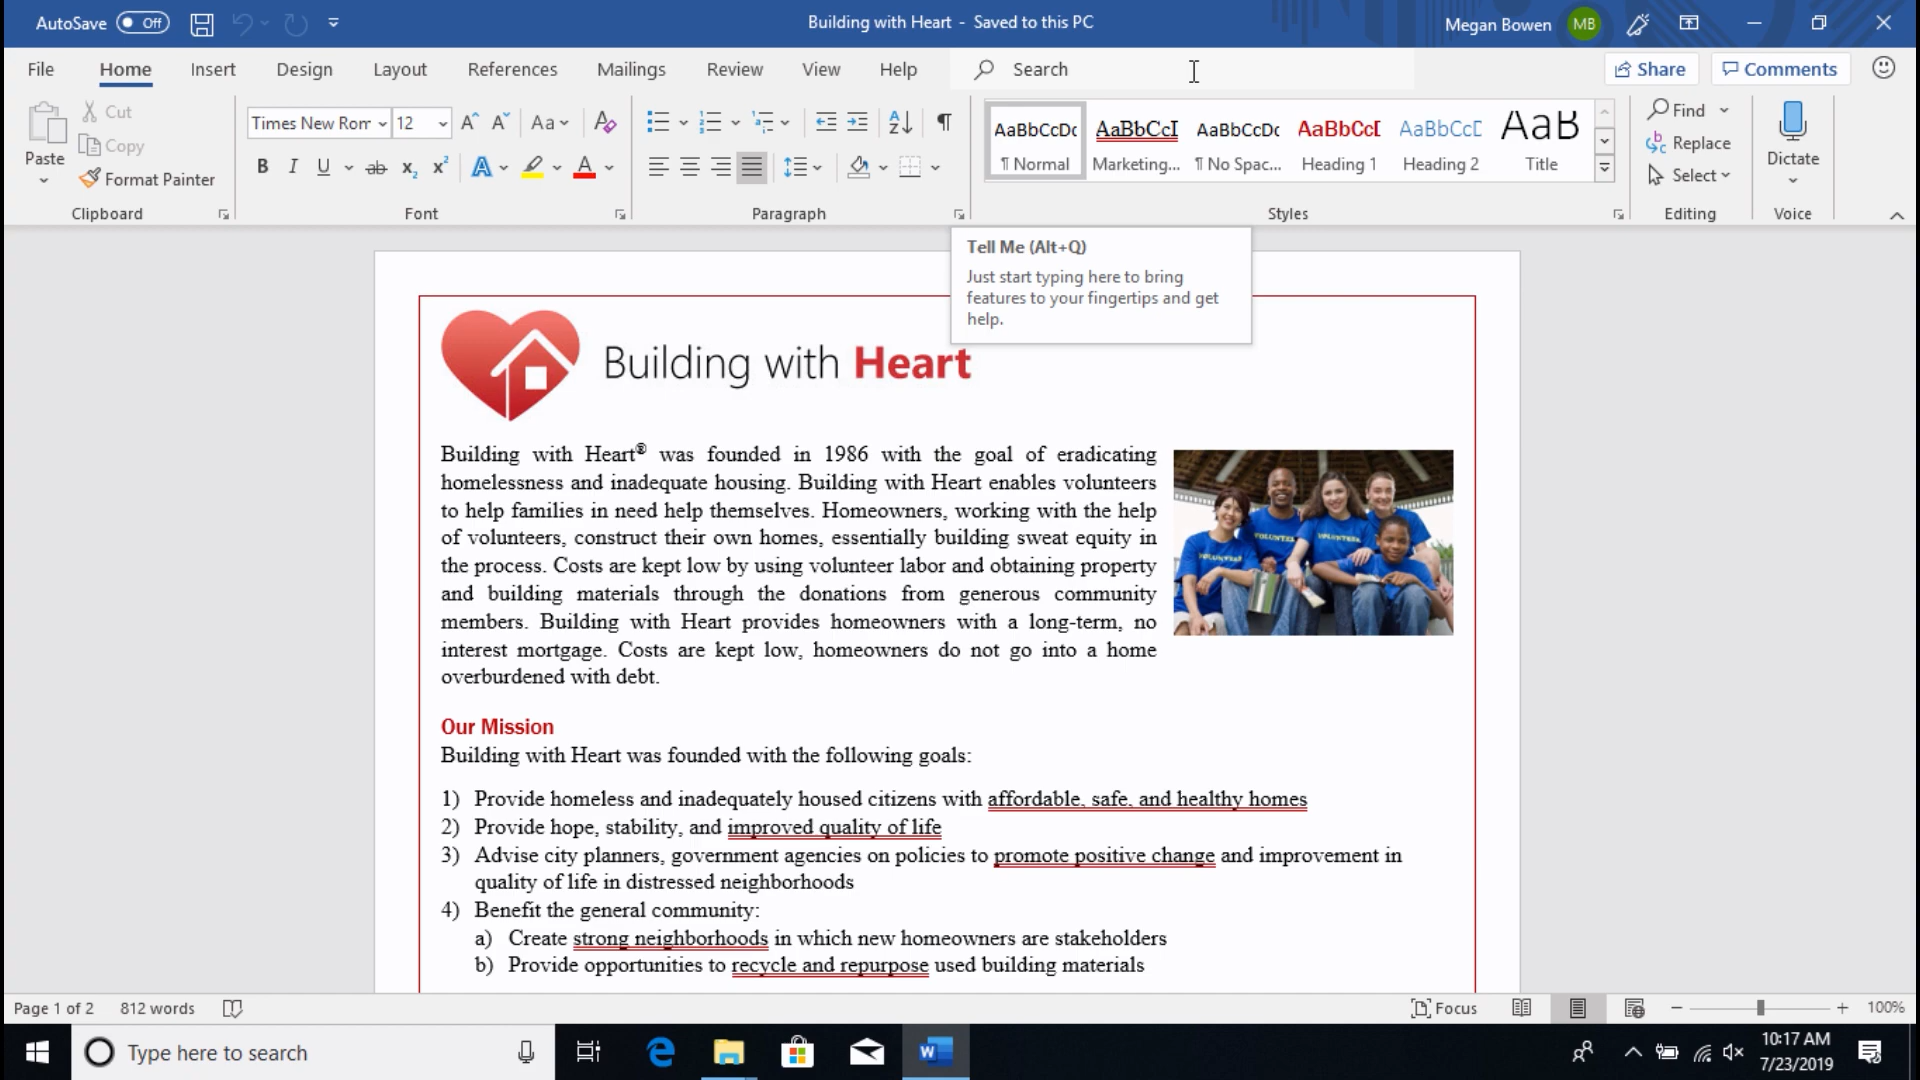 AutoSave Off
Building with Heart - Saved to this PC
Megan Bowen MB
File Home Insert Design Layout References Mailings Review View Help Search Share Comments
Paste
Cut
Copy
Format Painter
Clipboard
Times New Rom 12
Font
Paragraph
AaBbCcDc AaBbCcI AaBbCcDc AaBbCcI AaBbCcD AaB
¶ Normal Marketing... ¶ No Spac... Heading 1 Heading 2 Title
Styles
Find
Replace
Select
Editing
Dictate
Voice
Tell Me (Alt+Q)
Just start typing here to bring
features to your fingertips and get
help.
Building with Heart
Building with Heart® was founded in 1986 with the goal of eradicating
homelessness and inadequate housing. Building with Heart enables volunteers
to help families in need help themselves. Homeowners, working with the help
of volunteers, construct their own homes, essentially building sweat equity in
the process. Costs are kept low by using volunteer labor and obtaining property
and building materials through the donations from generous community
members. Building with Heart provides homeowners with a long-term, no
interest mortgage. Costs are kept low, homeowners do not go into a home
overburdened with debt.
VOLUNTEER
VOLUNTEER
VOLUNTEER
VOLUNTEER
Our Mission
Building with Heart was founded with the following goals:
1) Provide homeless and inadequately housed citizens with affordable, safe, and healthy homes
2) Provide hope, stability, and improved quality of life
3) Advise city planners, government agencies on policies to promote positive change and improvement in
quality of life in distressed neighborhoods
4) Benefit the general community:
a) Create strong neighborhoods in which new homeowners are stakeholders
b) Provide opportunities to recycle and repurpose used building materials
Page 1 of 2 812 words
Focus
100%
Type here to search
10:17 AM
7/23/2019